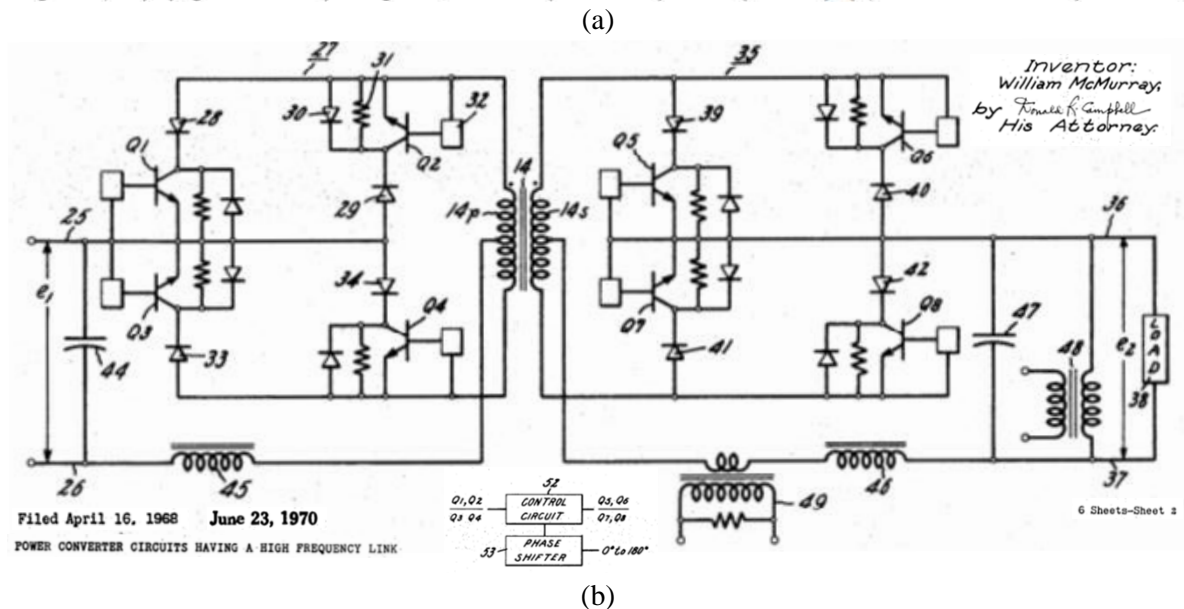 (a)
27
31
35
Inventor:
William McMurray,
by Donald R. Campbell
His Attorney.
28
30
32
39
Q1
Q2
Q5
Q6
14
25
29
14p
14s
40
36
e1
34
42
Q3
Q4
Q7
Q8
47
e2
LOAD
44
33
41
48
38
26
45
46
37
49
52
Q1,Q2
Q3 Q4
CONTROL
CIRCUIT
Q5,Q6
Q7,Q8
Filed April 16, 1968 June 23, 1970
6 Sheets-Sheet 2
POWER CONVERTER CIRCUITS HAVING A HIGH FREQUENCY LINK
53
PHASE
SHIFTER
0° to 180°
(b)